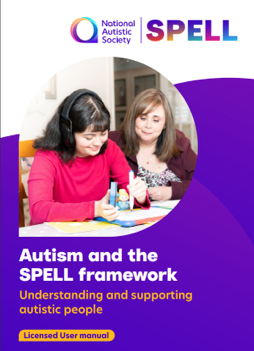 National
Autistic
Society
SPELL
Autism and the
SPELL framework
Understanding and supporting
autistic people
Licensed User manual